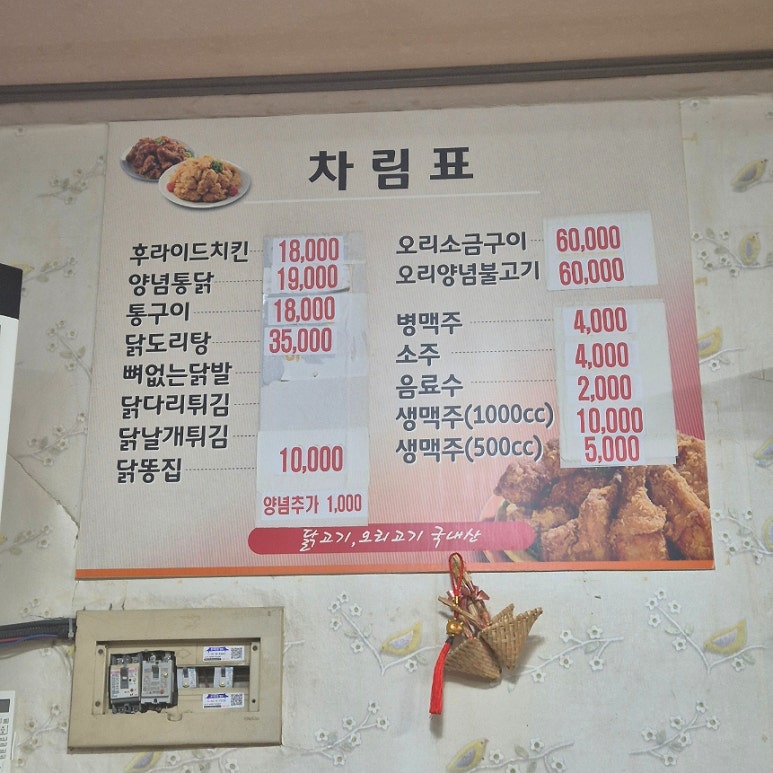 차림표
후라이드치킨 18,000
양념통닭 19,000
통구이 18,000
닭도리탕 35,000
뼈없는닭발
닭다리튀김
닭날개튀김
닭똥집 10,000
양념추가 1,000
오리소금구이 60,000
오리양념불고기 60,000
병맥주 4,000
소주 4,000
음료수 2,000
생맥주(1000cc) 10,000
생맥주(500cc) 5,000
닭고기,오리고기 국내산